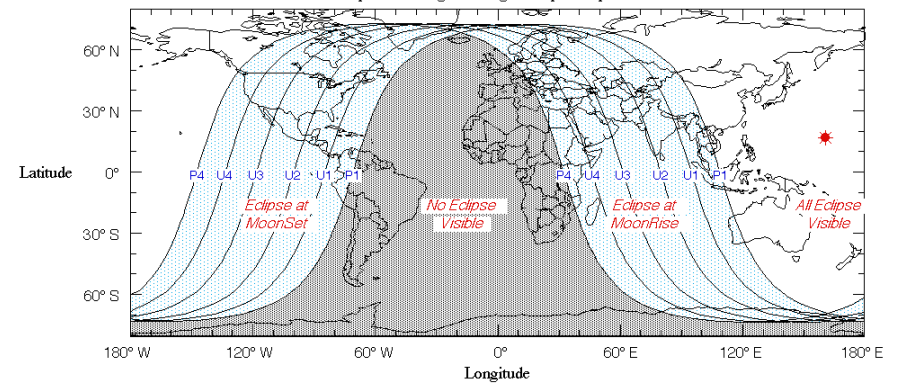 60° N
30° N
Latitude
0°
P4 U4 U3 U2 U1 P1 P4 U4 U3 U2 U1 P1
Eclipse at
MoonSet
No Eclipse
Visible
Eclipse at
MoonRise
All Eclipse
Visible
30° S
60° S
180° W 120° W 60° W 0° 60° E 120° E 180° E
Longitude